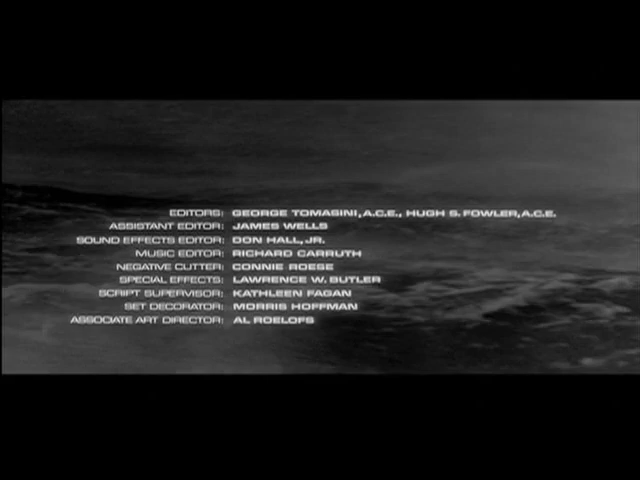 EDITORS: GEORGE TOMASINI, A.C.E., HUGH S. FOWLER, A.C.E.
ASSISTANT EDITOR: JAMES WELLS
SOUND EFFECTS EDITOR: DON HALL, JR.
MUSIC EDITOR: RICHARD CARRUTH
NEGATIVE CUTTER: CONNIE ROESE
SPECIAL EFFECTS: LAWRENCE W. BUTLER
SCRIPT SUPERVISOR: KATHLEEN FAGAN
SET DECORATOR: MORRIS HOFFMAN
ASSOCIATE ART DIRECTOR: AL ROELOFS